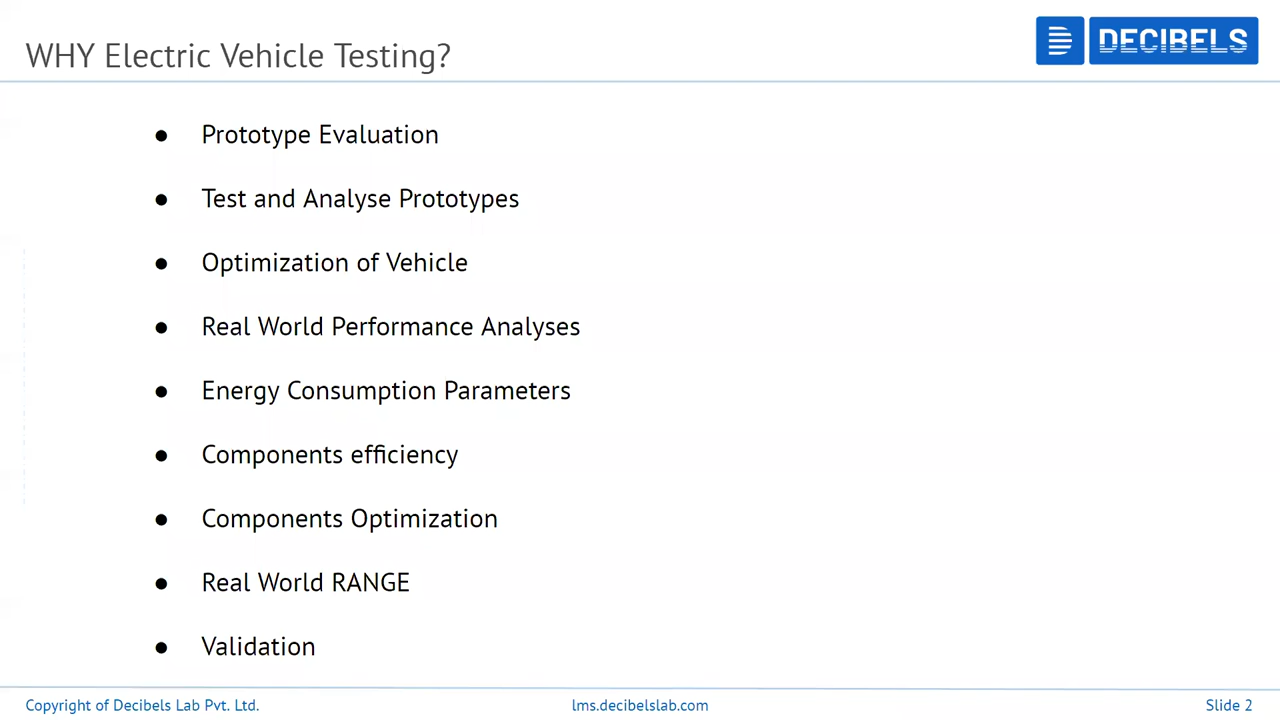 WHY Electric Vehicle Testing?
DECIBELS
● Prototype Evaluation
● Test and Analyse Prototypes
● Optimization of Vehicle
● Real World Performance Analyses
● Energy Consumption Parameters
● Components efficiency
● Components Optimization
● Real World RANGE
● Validation
Copyright of Decibels Lab Pvt. Ltd.
lms.decibelslab.com
Slide 2